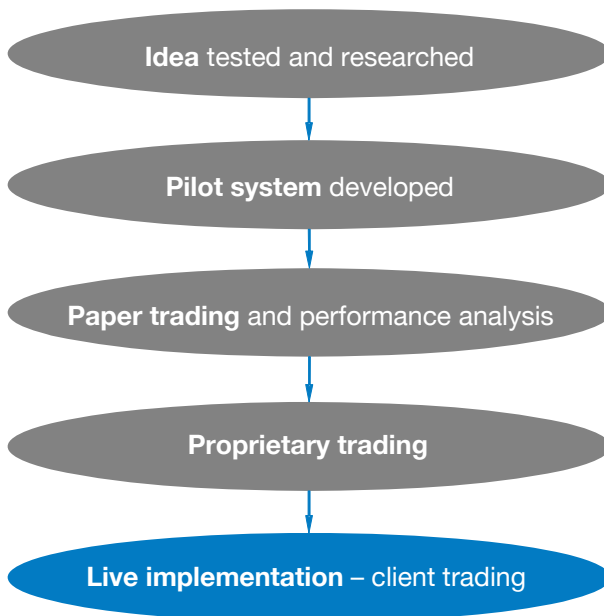 Idea tested and researched
Pilot system developed
Paper trading and performance analysis
Proprietary trading
Live implementation – client trading